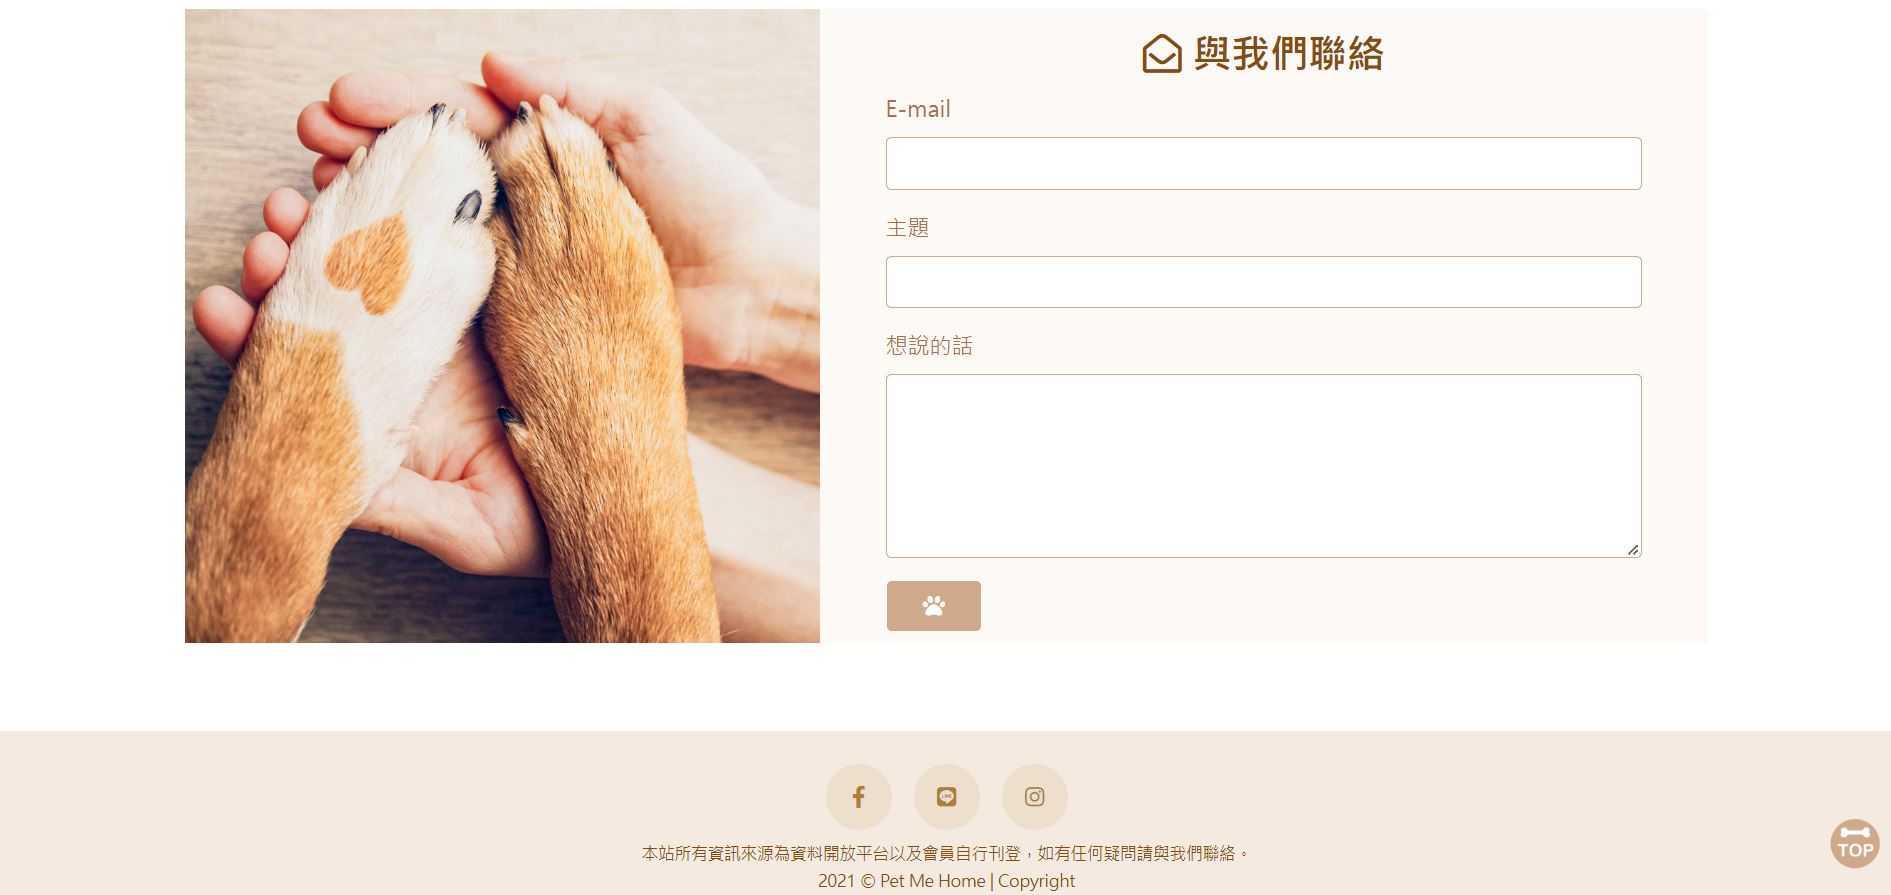 與我們聯絡
E-mail
主題
想說的話
LINE
本站所有資訊來源為資料開放平台以及會員自行刊登，如有任何疑問請與我們聯絡。
TOP
2021 © Pet Me Home | Copyright